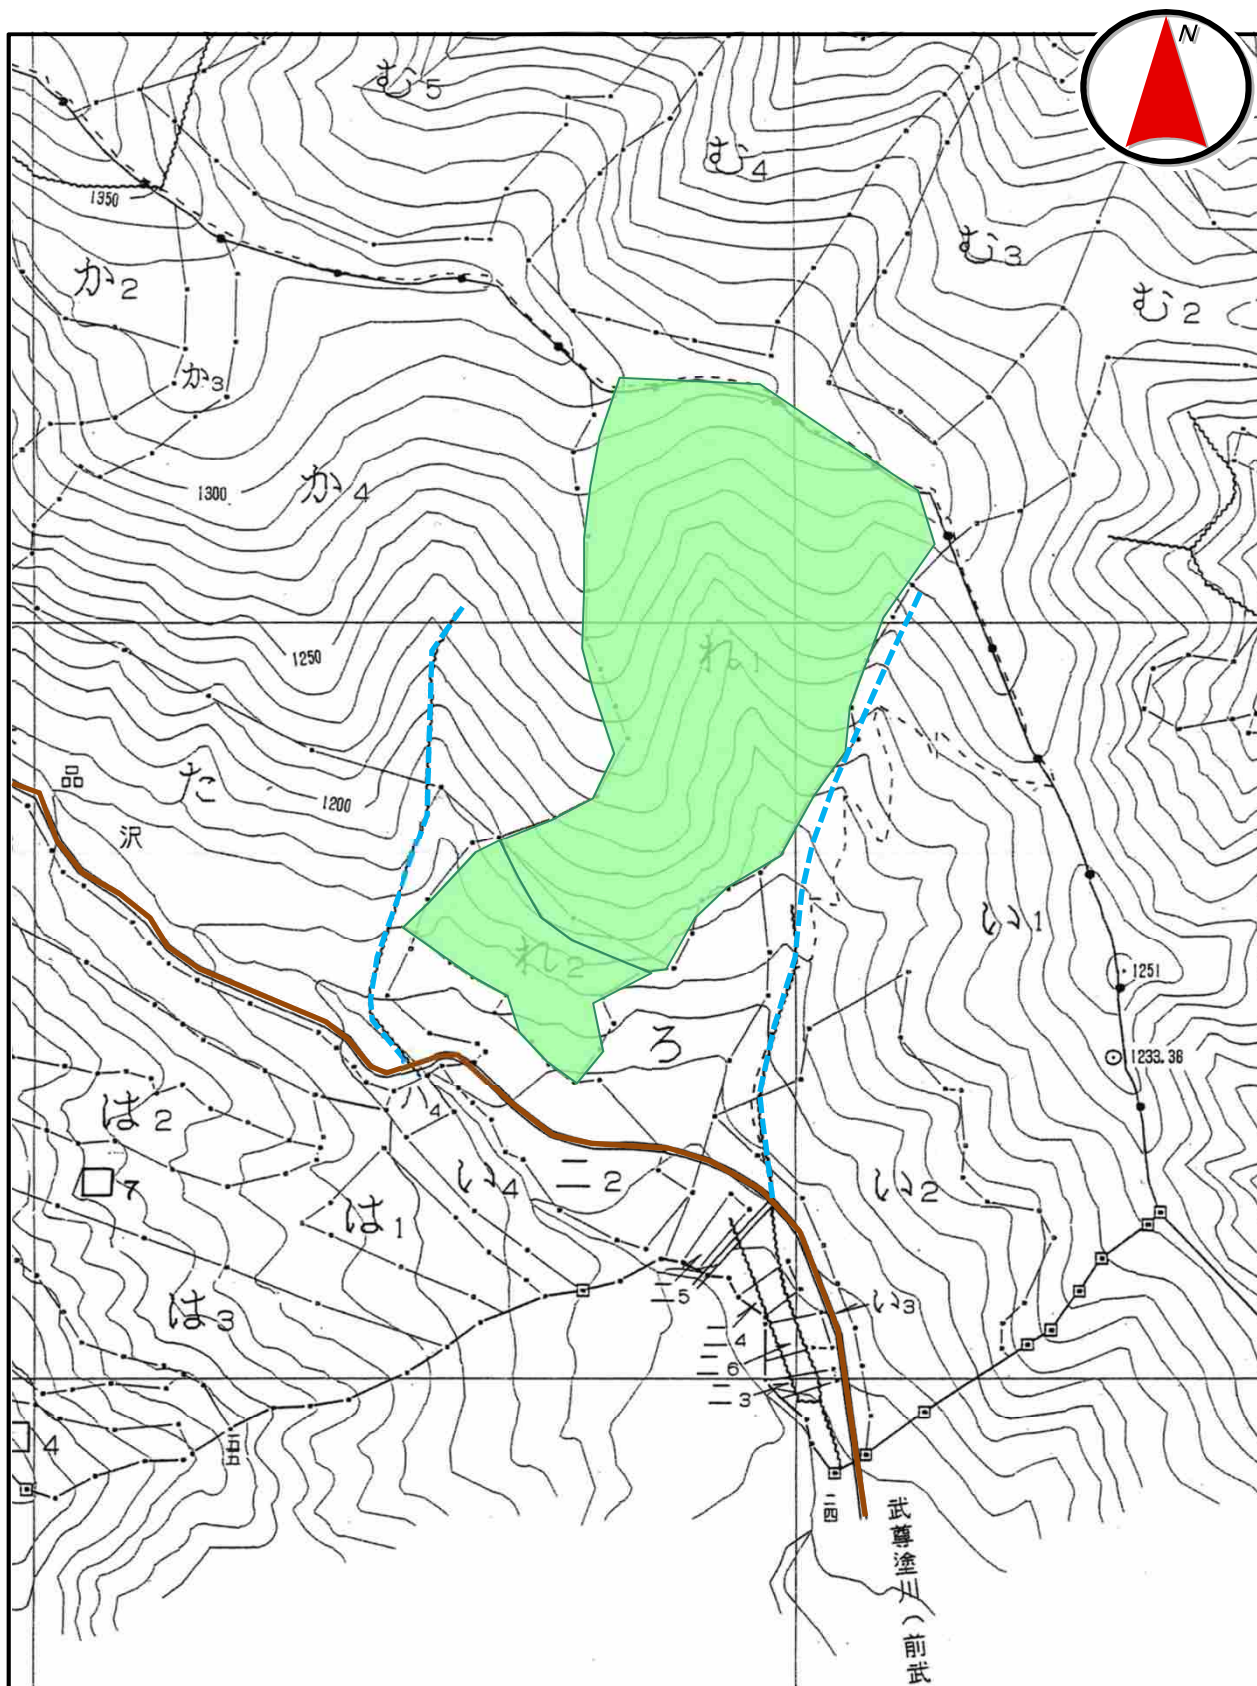 N
む5
む4
1350
む3
か2
む2
か3
か4
1300
れ1
1250
品
た
1200
沢
い1
れ2
1251
ろ
1233.36
ハ4
は2
い4
ニ2
い2
7
は1
ニ5
い3
は3
ニ4
ニ6
ニ3
4
二五
二四
武尊塗川(前武